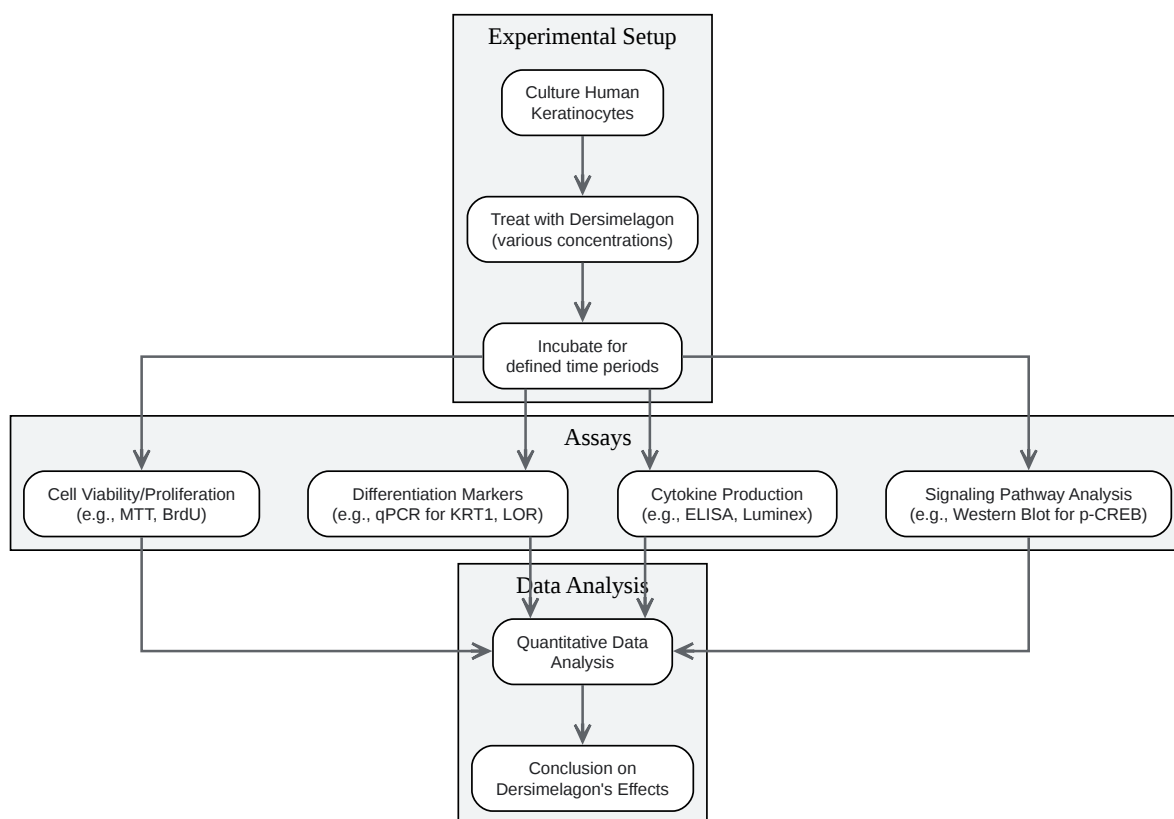 Experimental Setup
Culture Human
Keratinocytes
Treat with Dersimelagon
(various concentrations)
Incubate for
defined time periods
Assays
Cell Viability/Proliferation
(e.g., MTT, BrdU)
Differentiation Markers
(e.g., qPCR for KRT1, LOR)
Cytokine Production
(e.g., ELISA, Luminex)
Signaling Pathway Analysis
(e.g., Western Blot for p-CREB)
Data Analysis
Quantitative Data
Analysis
Conclusion on
Dersimelagon's Effects